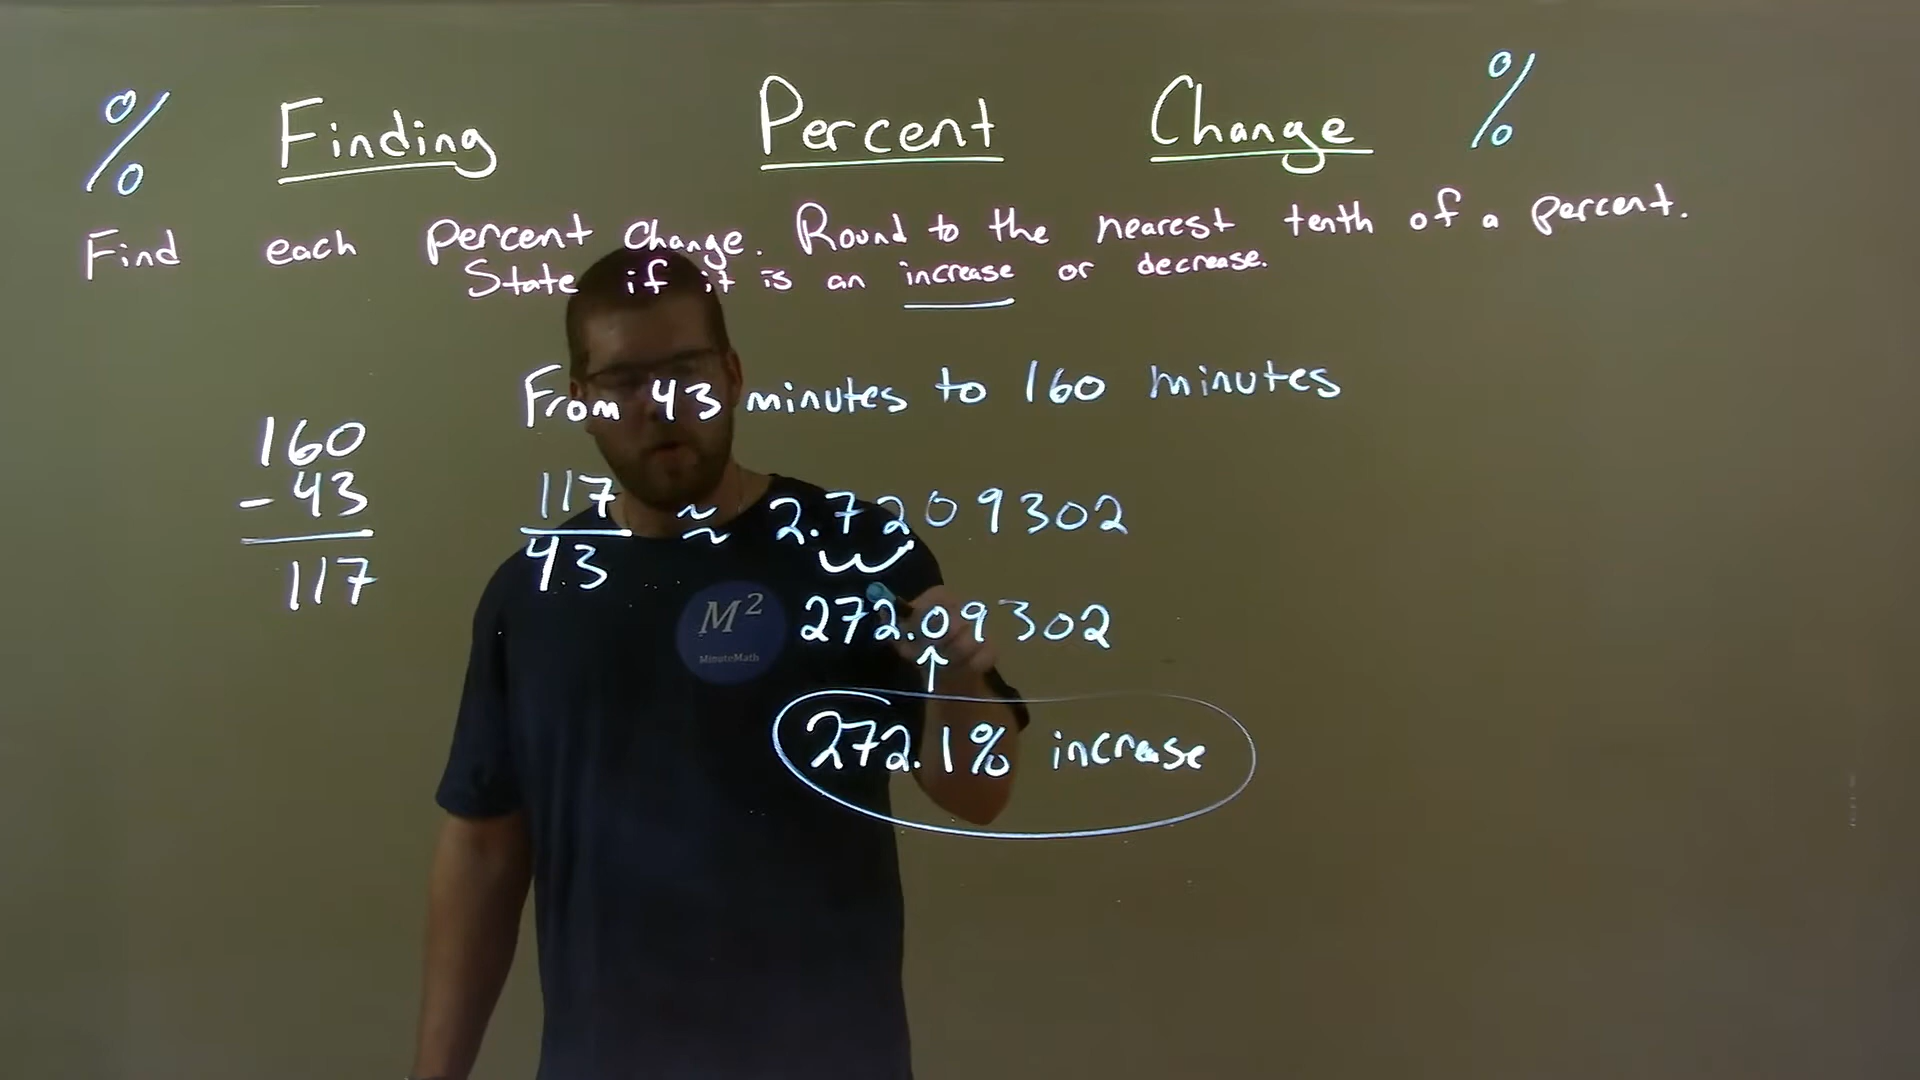 % Finding Percent Change %
Find each percent change. Round to the nearest tenth of a percent.
State if it is an increase or decrease.
From 43 minutes to 160 minutes
160
- 43
117
117
43
≈ 2.7209302
272.09302
272.1% increase
M²
MinuteMath